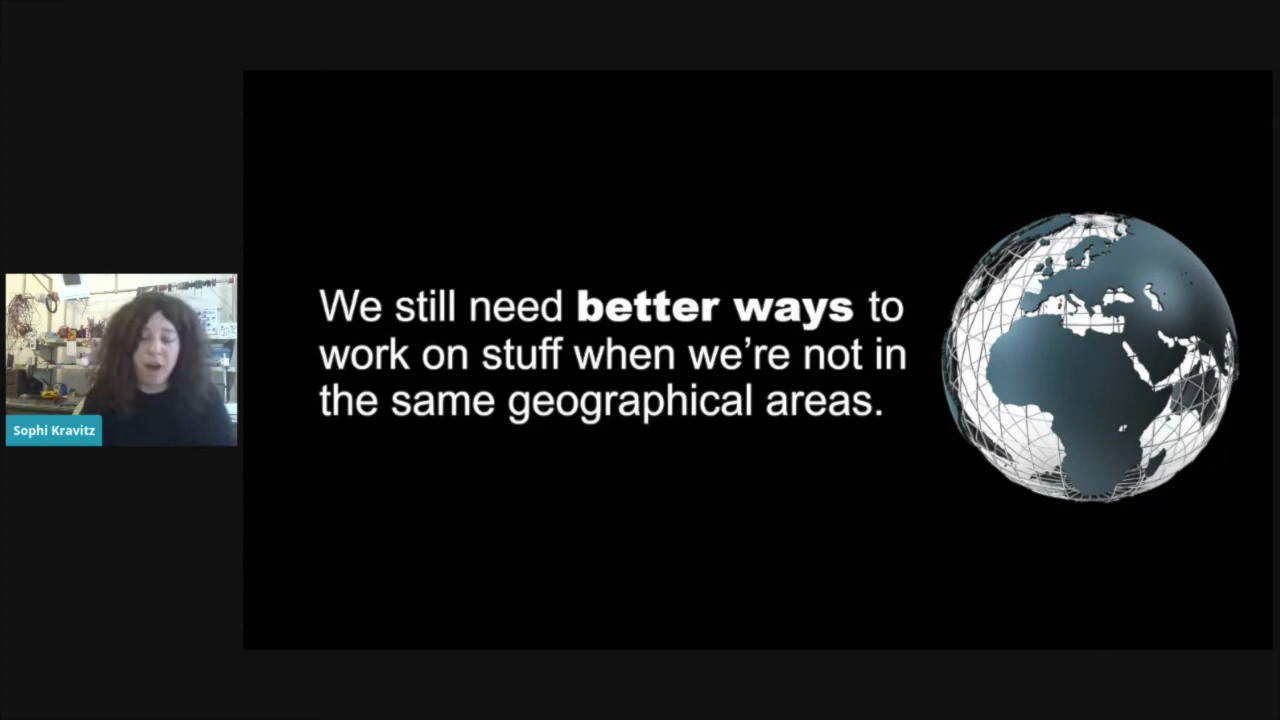 We still need better ways to
work on stuff when we’re not in
the same geographical areas.
Sophi Kravitz